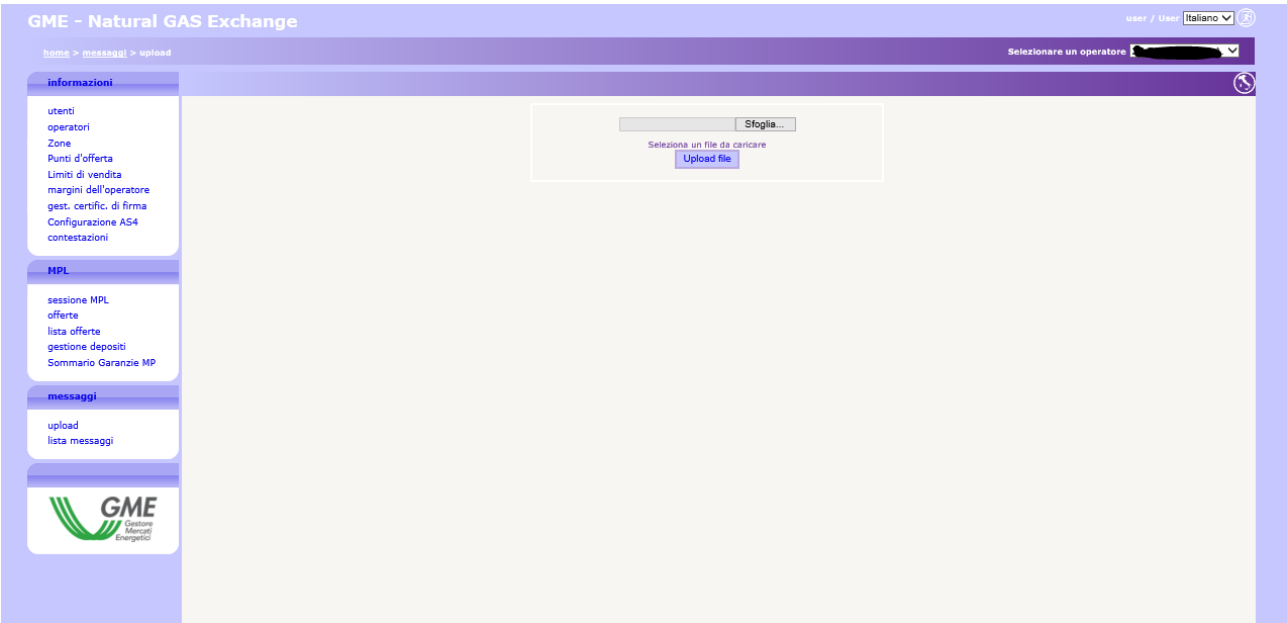 GME - Natural GAS Exchange
user / User Italiano
home > messaggi > upload
Selezionare un operatore
informazioni
utenti
operatori
Zone
Punti d'offerta
Limiti di vendita
margini dell'operatore
gest. certific. di firma
Configurazione AS4
contestazioni
MPL
sessione MPL
offerte
lista offerte
gestione depositi
Sommario Garanzie MP
messaggi
upload
lista messaggi
GME
Gestore
Mercati
Energetici
Sfoglia...
Seleziona un file da caricare
Upload file